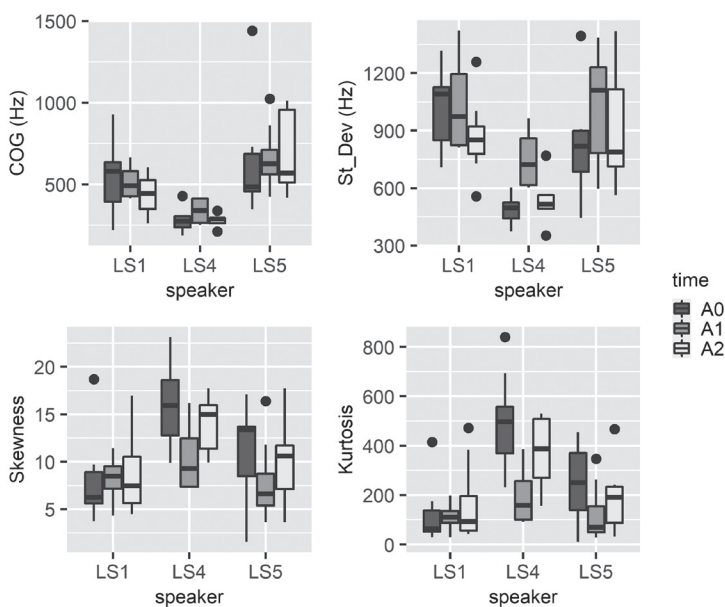 COG (Hz)
1500
1000
500
LS1 LS4 LS5
speaker
St_Dev (Hz)
1200
900
600
300
LS1 LS4 LS5
speaker
Skewness
20
15
10
5
LS1 LS4 LS5
speaker
Kurtosis
800
600
400
200
0
LS1 LS4 LS5
speaker
time
A0
A1
A2